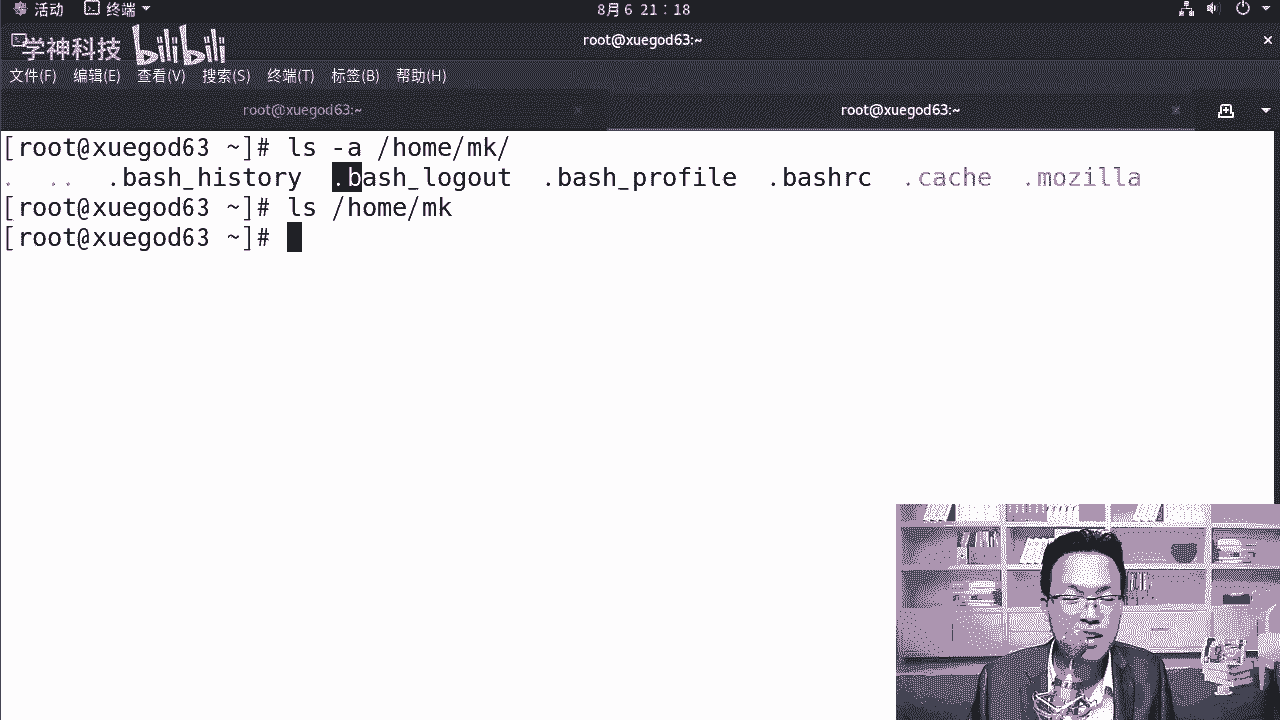 活动 终端 8月 6 21：18
学神科技 bilibili root@xuegod63:~ ×
文件(F) 编辑(E) 查看(V) 搜索(S) 终端(T) 标签(B) 帮助(H)
root@xuegod63:~ × root@xuegod63:~ ×
[root@xuegod63 ~]# ls -a /home/mk/
. .. .bash_history .bash_logout .bash_profile .bashrc .cache .mozilla
[root@xuegod63 ~]# ls /home/mk
[root@xuegod63 ~]#